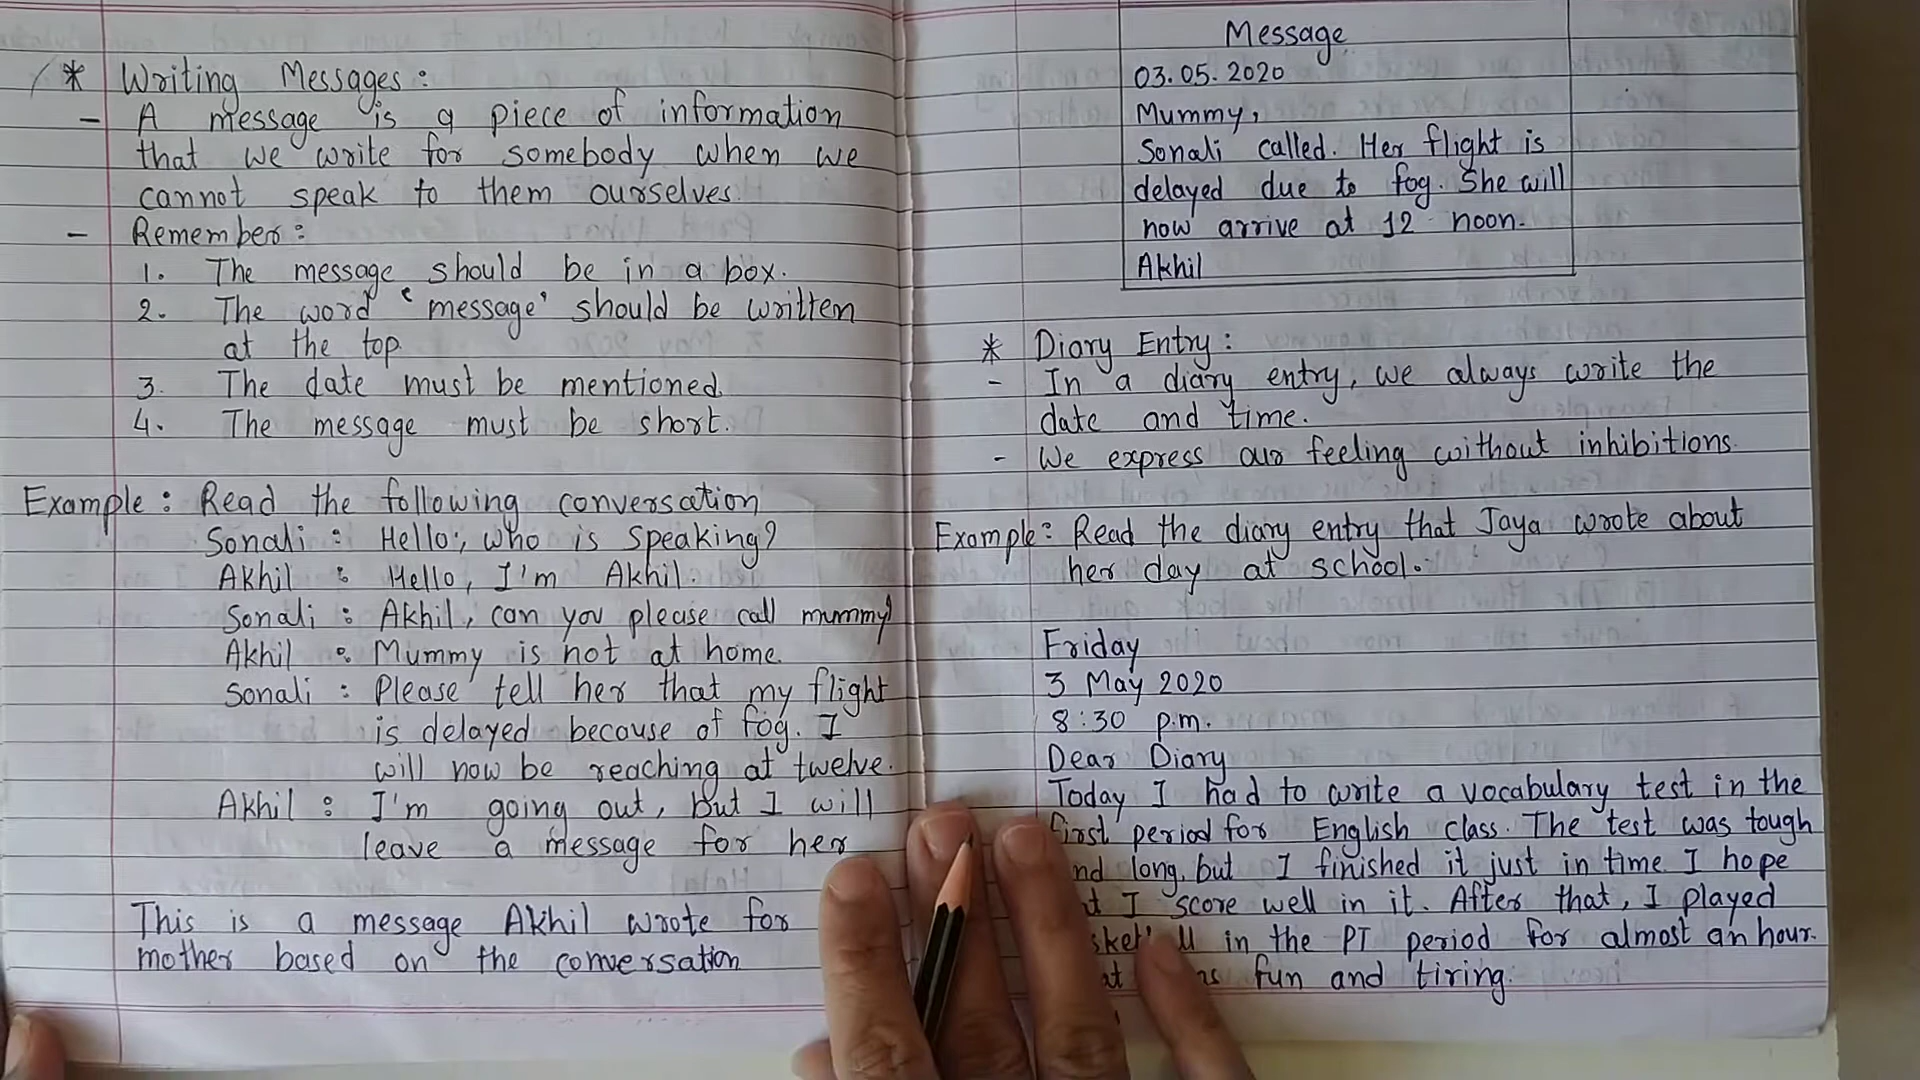 * Writing Messages:
- A message is a piece of information
that we write for somebody when we
cannot speak to them ourselves.
- Remember:
1. The message should be in a box.
2. The word 'message' should be written
at the top.
3. The date must be mentioned.
4. The message must be short.
Example: Read the following conversation
Sonali: Hello, who is speaking?
Akhil: Hello, I'm Akhil.
Sonali: Akhil, can you please call mummy?
Akhil: Mummy is not at home.
Sonali: Please tell her that my flight
is delayed because of fog. I
will now be reaching at twelve.
Akhil: I'm going out, but I will
leave a message for her
This is a message Akhil wrote for
mother based on the conversation
Message
03.05.2020
Mummy,
Sonali called. Her flight is
delayed due to fog. She will
now arrive at 12 noon.
Akhil
* Diary Entry:
- In a diary entry, we always write the
date and time.
- We express our feeling without inhibitions.
Example: Read the diary entry that Jaya wrote about
her day at school.
Friday
3 May 2020
8:30 p.m.
Dear Diary
Today I had to write a vocabulary test in the
first period for English class. The test was tough
long, but I finished it just in time. I hope
I score well in it. After that, I played
in the PT period for almost an hour.
fun and tiring.